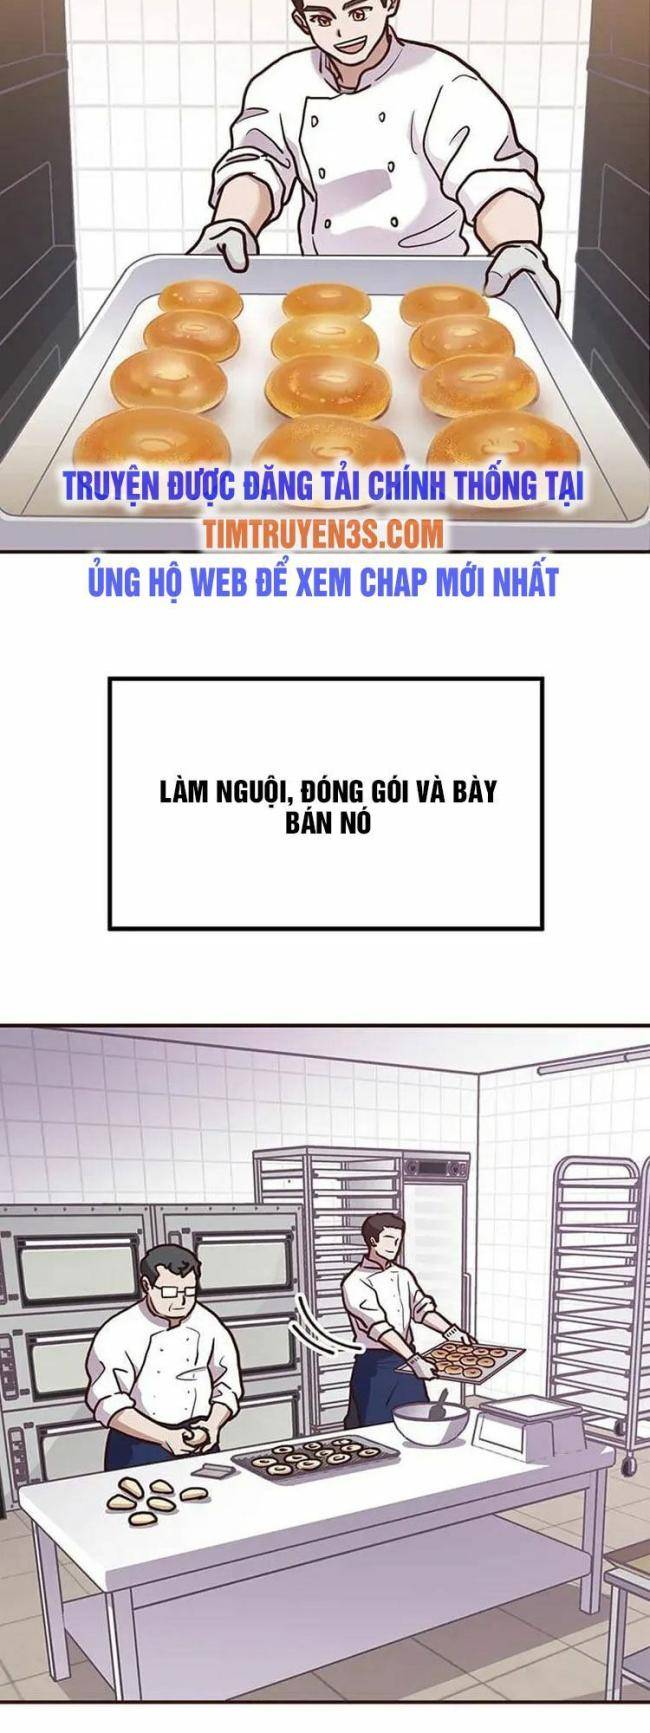 TRUYỆN ĐƯỢC ĐĂNG TẢI CHÍNH THỐNG TẠI
TIMTRUYEN3S.COM
ỦNG HỘ WEB ĐỂ XEM CHAP MỚI NHẤT
LÀM NGUỘI, ĐÓNG GÓI VÀ BÀY
BÁN NÓ